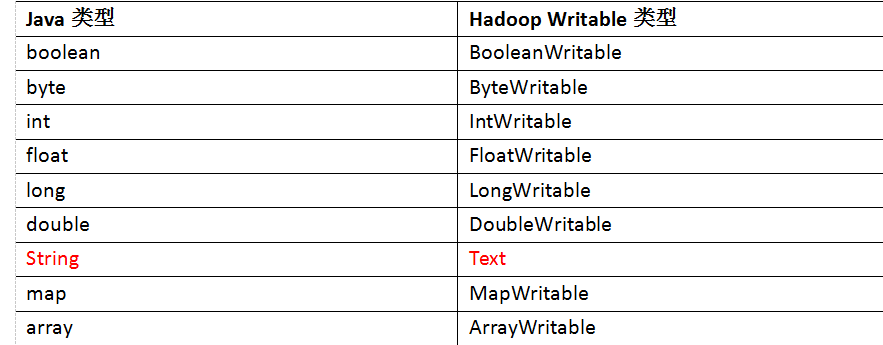 Java 类型 Hadoop Writable 类型
boolean BooleanWritable
byte ByteWritable
int IntWritable
float FloatWritable
long LongWritable
double DoubleWritable
String Text
map MapWritable
array ArrayWritable